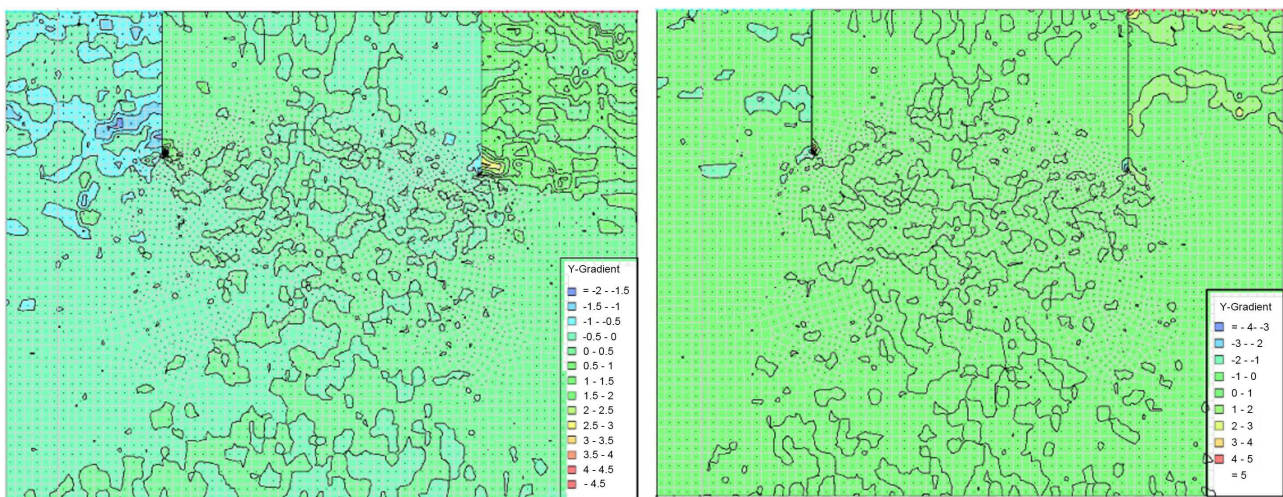 Y-Gradient
= -2 - -1.5
-1.5 - -1
-1 - -0.5
-0.5 - 0
0 - 0.5
0.5 - 1
1 - 1.5
1.5 - 2
2 - 2.5
2.5 - 3
3 - 3.5
3.5 - 4
4 - 4.5
- 4.5
Y-Gradient
= - 4- -3
-3- - 2
-2- -1
-1 - 0
0 - 1
1 - 2
2 - 3
3 - 4
4 - 5
= 5